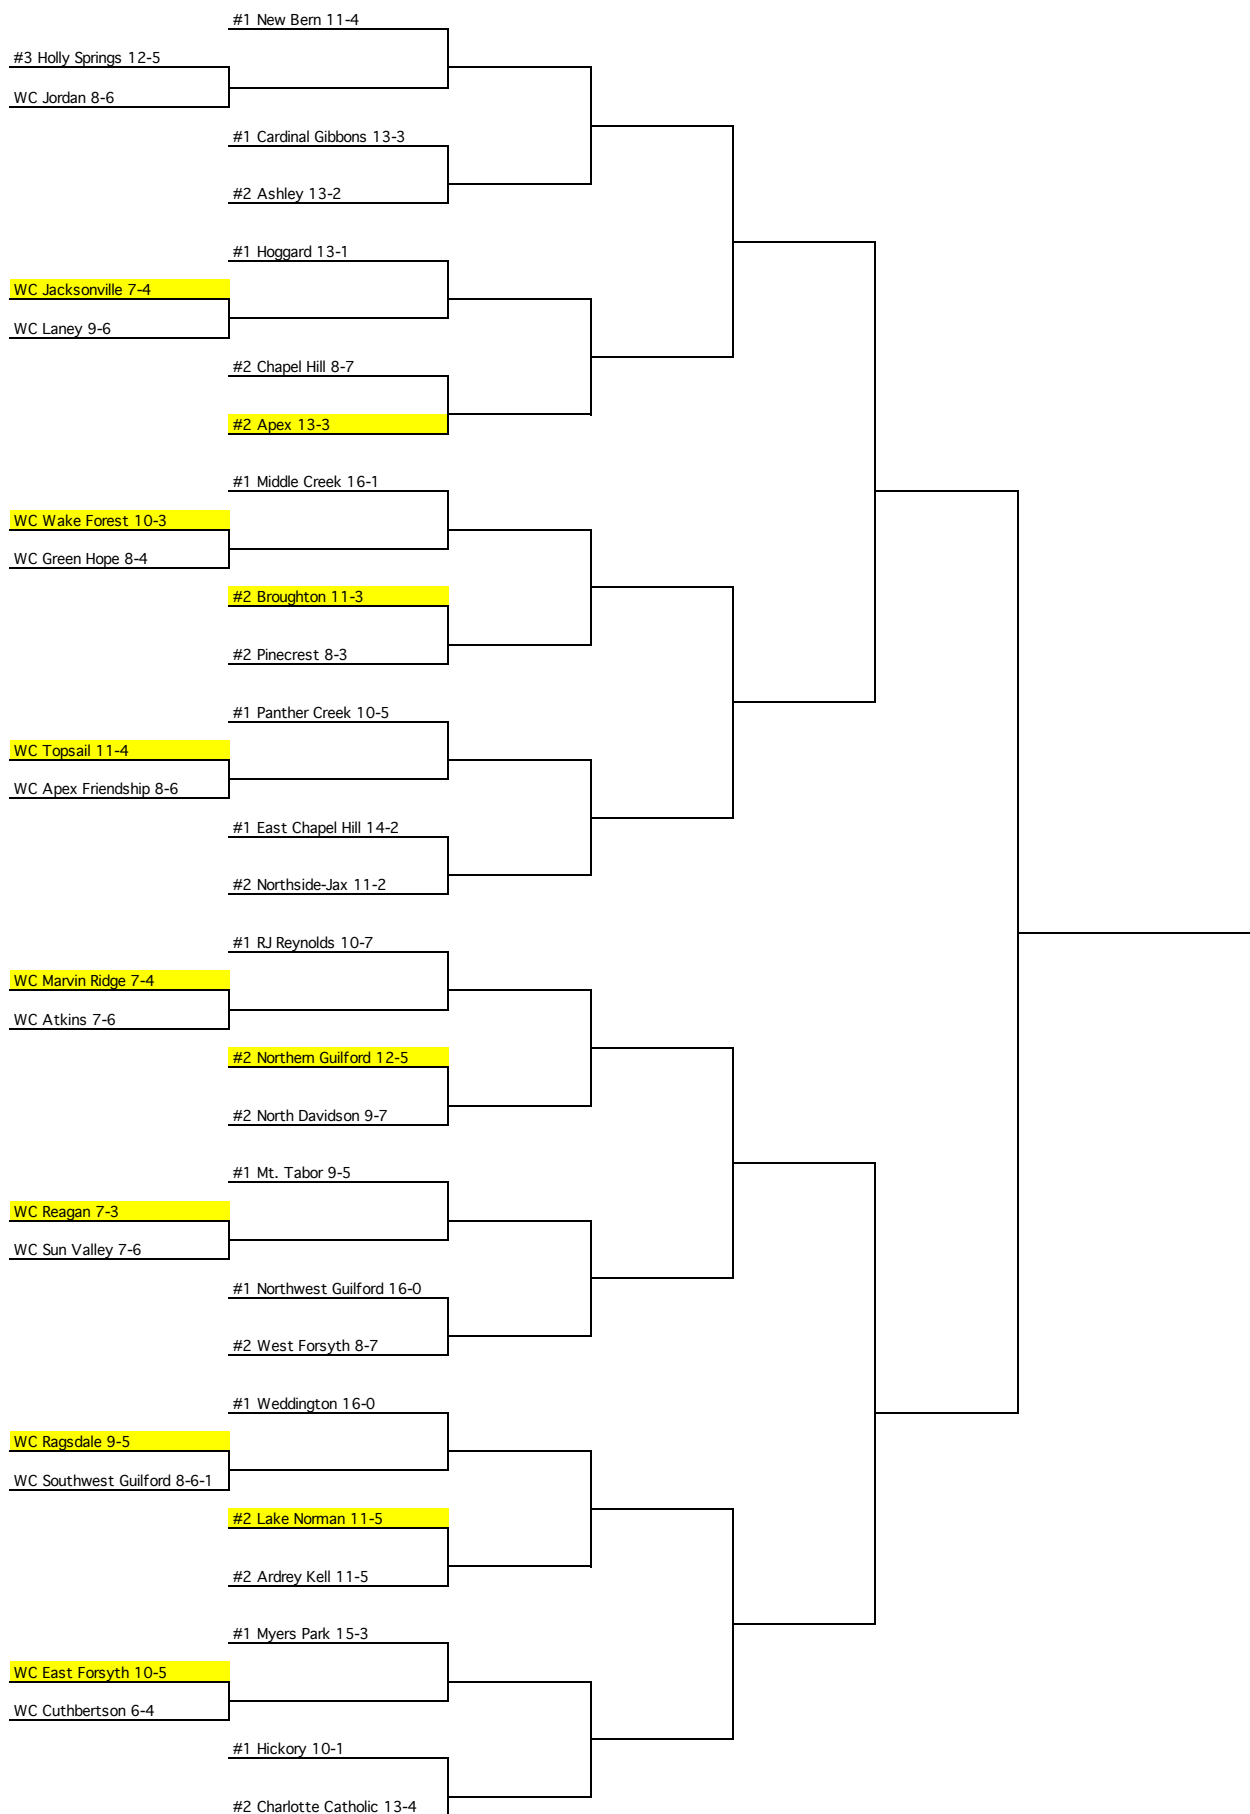 #1 New Bern 11-4
#3 Holly Springs 12-5
WC Jordan 8-6
#1 Cardinal Gibbons 13-3
#2 Ashley 13-2
#1 Hoggard 13-1
WC Jacksonville 7-4
WC Laney 9-6
#2 Chapel Hill 8-7
#2 Apex 13-3
#1 Middle Creek 16-1
WC Wake Forest 10-3
WC Green Hope 8-4
#2 Broughton 11-3
#2 Pinecrest 8-3
#1 Panther Creek 10-5
WC Topsail 11-4
WC Apex Friendship 8-6
#1 East Chapel Hill 14-2
#2 Northside-Jax 11-2
#1 RJ Reynolds 10-7
WC Marvin Ridge 7-4
WC Atkins 7-6
#2 Northern Guilford 12-5
#2 North Davidson 9-7
#1 Mt. Tabor 9-5
WC Reagan 7-3
WC Sun Valley 7-6
#1 Northwest Guilford 16-0
#2 West Forsyth 8-7
#1 Weddington 16-0
WC Ragsdale 9-5
WC Southwest Guilford 8-6-1
#2 Lake Norman 11-5
#2 Ardrey Kell 11-5
#1 Myers Park 15-3
WC East Forsyth 10-5
WC Cuthbertson 6-4
#1 Hickory 10-1
#2 Charlotte Catholic 13-4